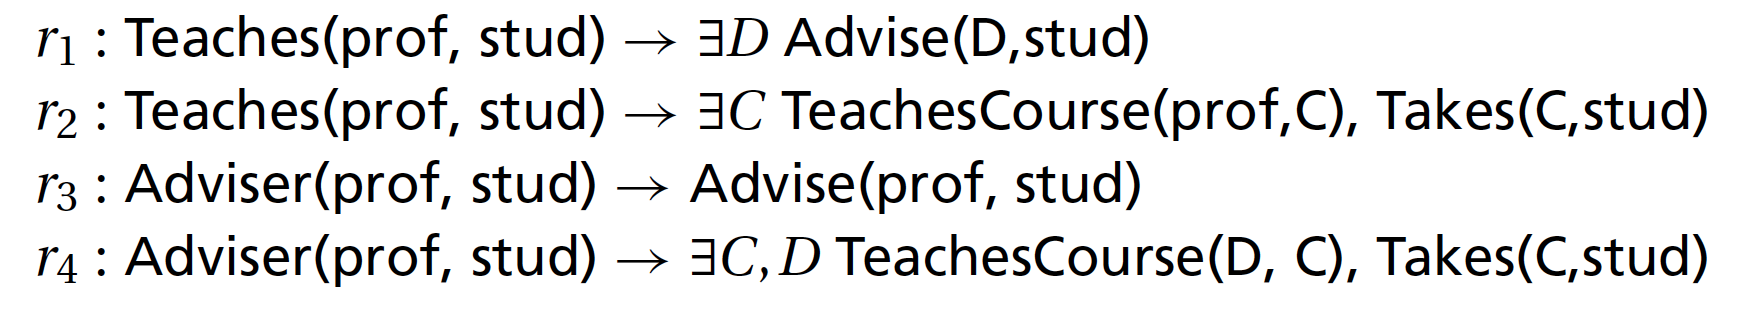 r1 : Teaches(prof, stud) → ∃D Advise(D,stud)
r2 : Teaches(prof, stud) → ∃C TeachesCourse(prof,C), Takes(C,stud)
r3 : Adviser(prof, stud) → Advise(prof, stud)
r4 : Adviser(prof, stud) → ∃C, D TeachesCourse(D, C), Takes(C,stud)